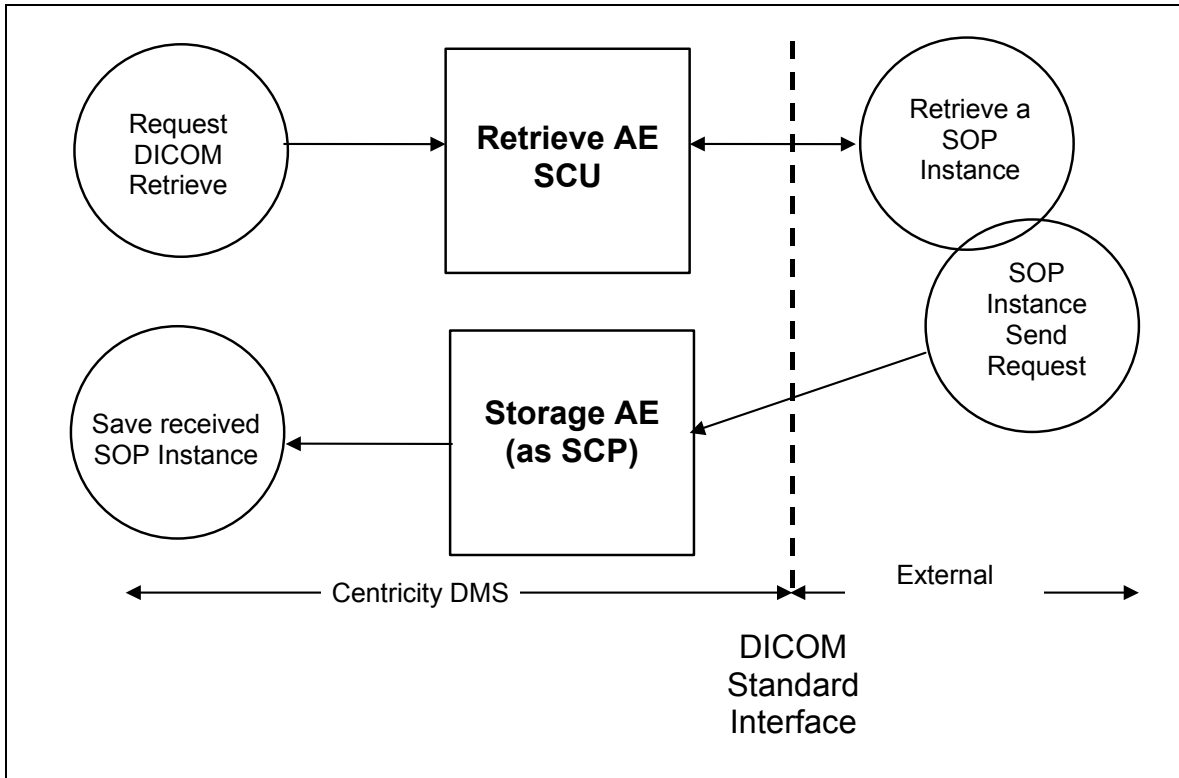 Request
DICOM
Retrieve
Retrieve AE
SCU
Retrieve a
SOP
Instance
SOP
Instance
Send
Request
Save received
SOP Instance
Storage AE
(as SCP)
Centricity DMS
External
DICOM
Standard
Interface